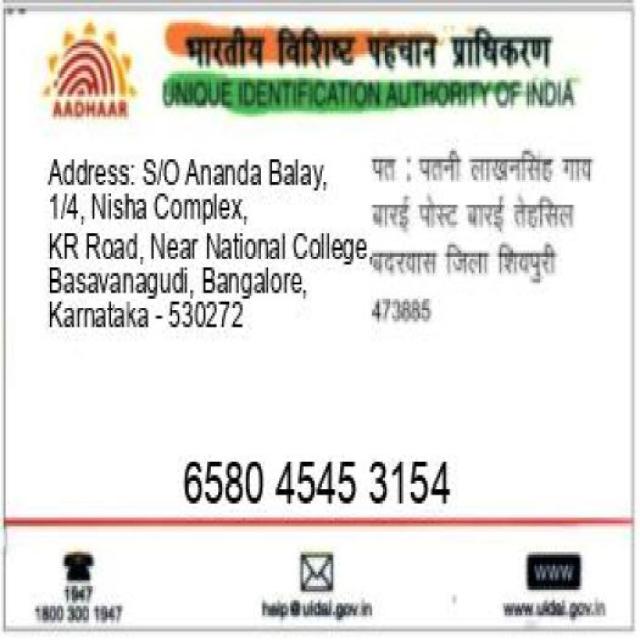 भारतीय विशिष्ट पहचान प्राधिकरण
AADHAAR
UNIQUE IDENTIFICATION AUTHORITY OF INDIA
Address: S/O Ananda Balay,
1/4, Nisha Complex,
KR Road, Near National College,
Basavanagudi, Bangalore,
Karnataka - 530272
पत : पतनी लाखनसिंह गाव
बारई पोस्ट बारई तेहसिल
बदरवास जिला शिवपुरी
473885
6580 4545 3154
1947
1800 300 1947
help@uidai.gov.in
WWW
www.uidai.gov.in